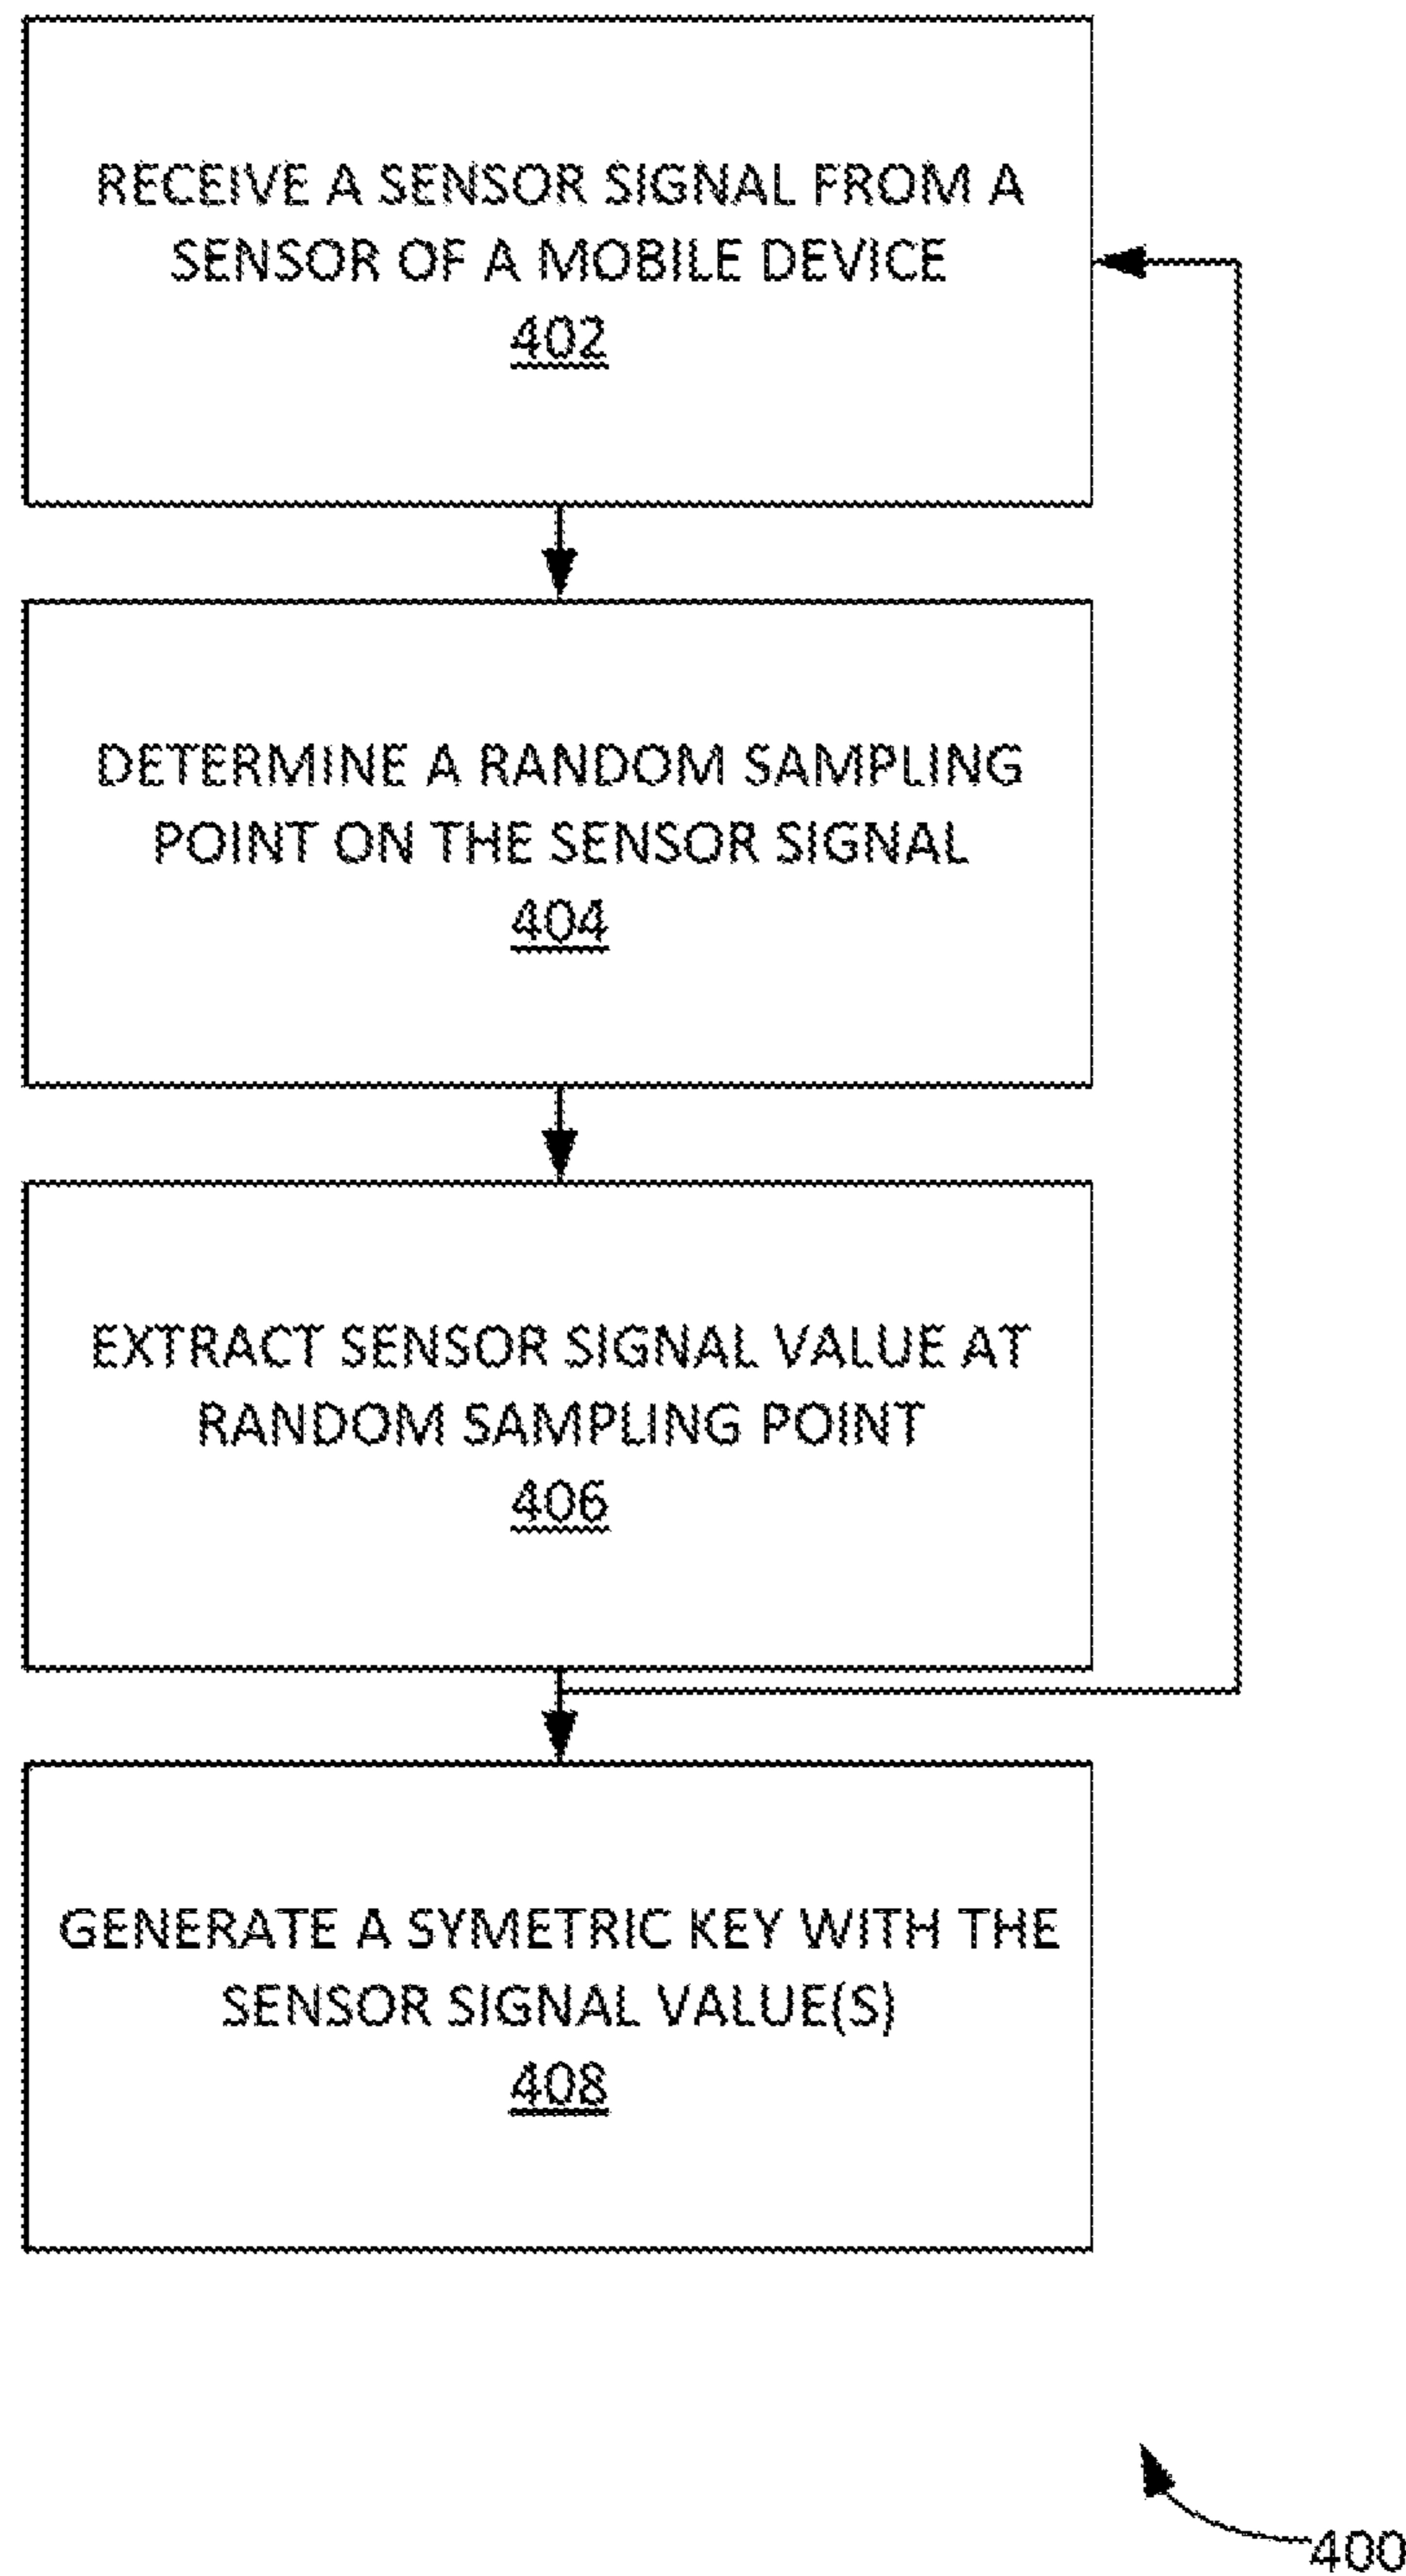 RECEIVE A SENSOR SIGNAL FROM A
SENSOR OF A MOBILE DEVICE
402
DETERMINE A RANDOM SAMPLING
POINT ON THE SENSOR SIGNAL
404
EXTRACT SENSOR SIGNAL VALUE AT
RANDOM SAMPLING POINT
406
GENERATE A SYMETRIC KEY WITH THE
SENSOR SIGNAL VALUE(S)
408
400